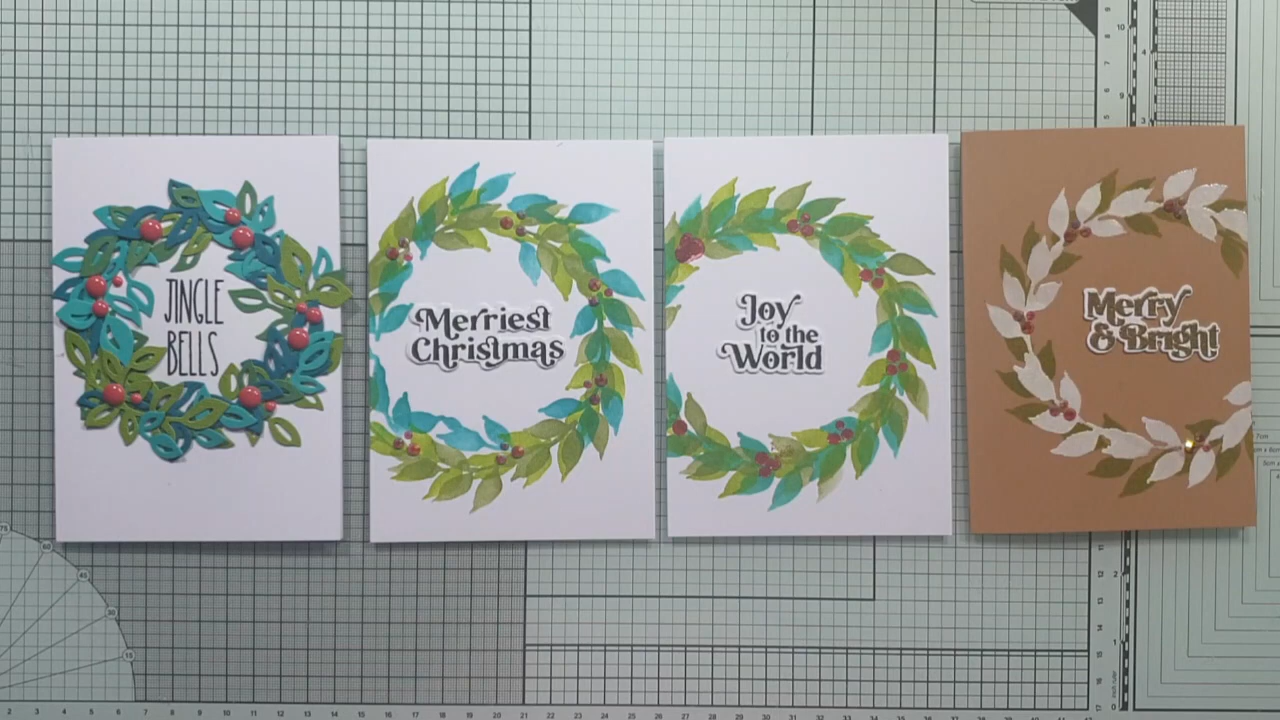 JINGLE
BELLS
Merriest
Christmas
Joy
to the
World
Merry
& Bright